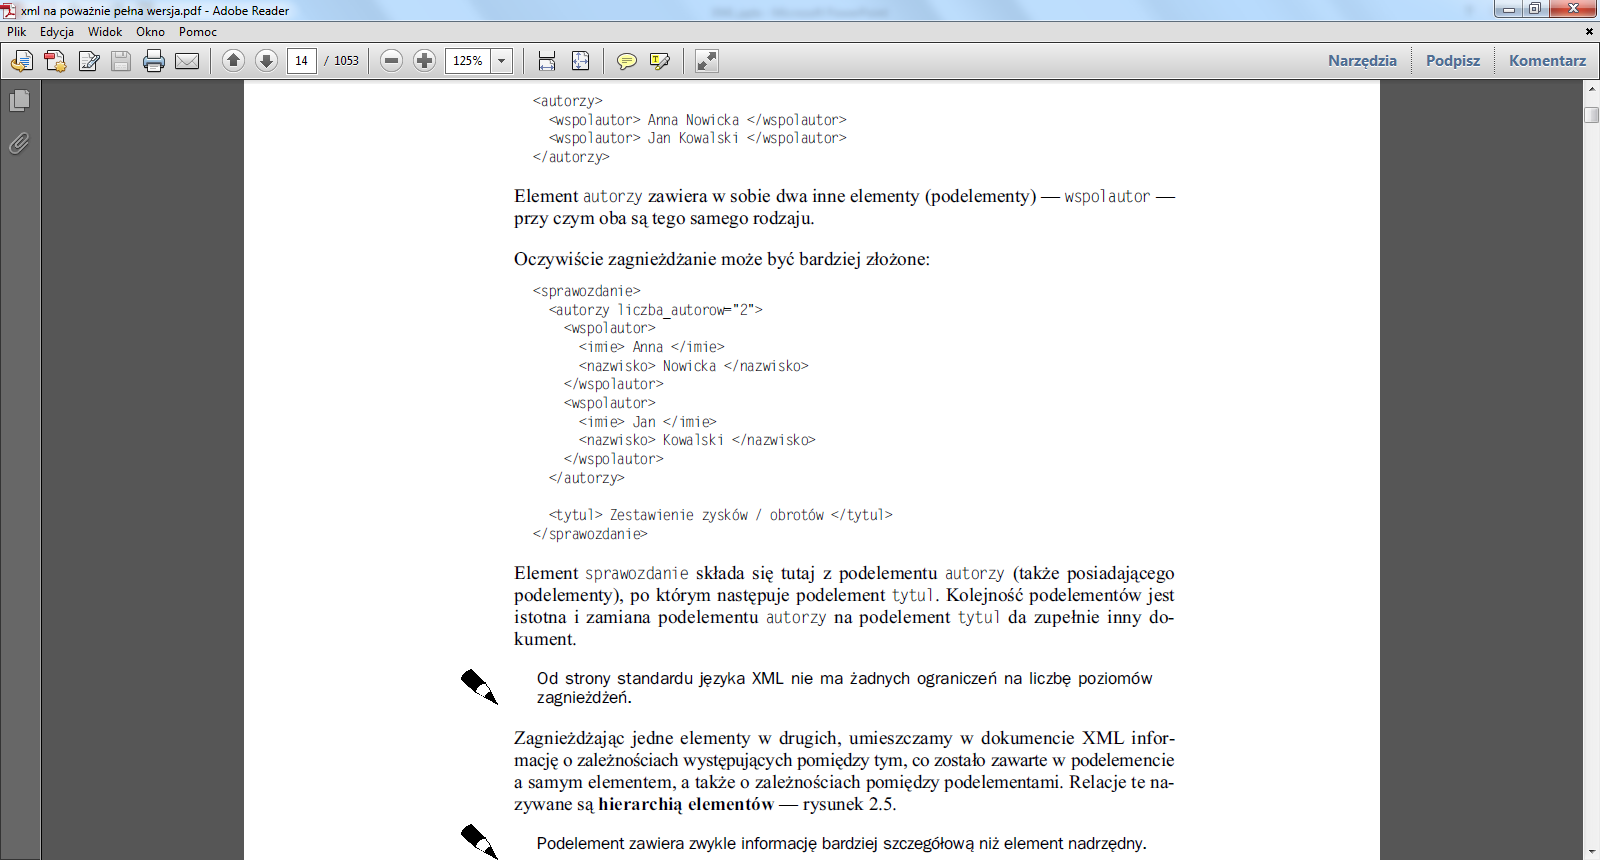 xml na poważnie pełna wersja.pdf - Adobe Reader
Plik Edycja Widok Okno Pomoc
14 / 1053 125% Narzędzia Podpisz Komentarz
<autorzy>
<wspolautor> Anna Nowicka </wspolautor>
<wspolautor> Jan Kowalski </wspolautor>
</autorzy>
Element autorzy zawiera w sobie dwa inne elementy (podelementy) — wspolautor —
przy czym oba są tego samego rodzaju.
Oczywiście zagnieżdżanie może być bardziej złożone:
<sprawozdanie>
<autorzy liczba_autorow="2">
<wspolautor>
<imie> Anna </imie>
<nazwisko> Nowicka </nazwisko>
</wspolautor>
<wspolautor>
<imie> Jan </imie>
<nazwisko> Kowalski </nazwisko>
</wspolautor>
</autorzy>
<tytul> Zestawienie zysków / obrotów </tytul>
</sprawozdanie>
Element sprawozdanie składa się tutaj z podelementu autorzy (także posiadającego
podelementy), po którym następuje podelement tytul. Kolejność podelementów jest
istotna i zamiana podelementu autorzy na podelement tytul da zupełnie inny do-
kument.
Od strony standardu języka XML nie ma żadnych ograniczeń na liczbę poziomów
zagnieżdżeń.
Zagnieżdżając jedne elementy w drugich, umieszczamy w dokumencie XML infor-
mację o zależnościach występujących pomiędzy tym, co zostało zawarte w podelemencie
a samym elementem, a także o zależnościach pomiędzy podelementami. Relacje te na-
zywane są hierarchią elementów — rysunek 2.5.
Podelement zawiera zwykle informację bardziej szczegółową niż element nadrzędny.